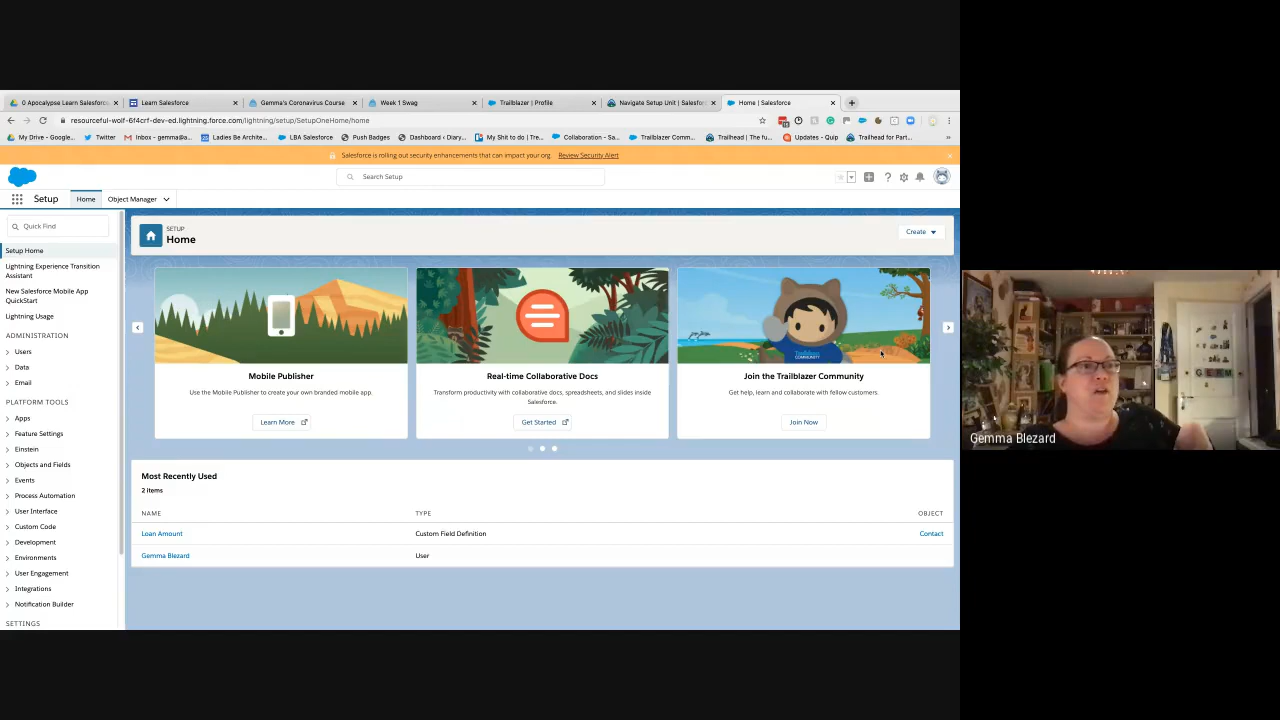 0 Apocalypse Learn Salesforce
Learn Salesforce
Gemma's Coronavirus Course
Week 1 Swag
Trailblazer | Profile
Navigate Setup Unit | Salesfor
Home | Salesforce
resourceful-wolf-6f4crf-dev-ed.lightning.force.com/lightning/setup/SetupOneHome/home
My Drive - Google...
Twitter
Inbox - gemma@a...
Ladies Be Architec...
LBA Salesforce
Push Badges
Dashboard ‹ Diary...
My Shit to do | Tre...
Collaboration - Sa...
Trailblazer Comm...
Trailhead | The fu...
Updates - Quip
Trailhead for Part...
»
Salesforce is rolling out security enhancements that can impact your org. Review Security Alert
Search Setup
Setup
Home
Object Manager
Quick Find
Setup Home
Lightning Experience Transition
Assistant
New Salesforce Mobile App
QuickStart
Lightning Usage
ADMINISTRATION
Users
Data
Email
PLATFORM TOOLS
Apps
Feature Settings
Einstein
Objects and Fields
Events
Process Automation
User Interface
Custom Code
Development
Environments
User Engagement
Integrations
Notification Builder
SETTINGS
SETUP
Home
Create
Mobile Publisher
Use the Mobile Publisher to create your own branded mobile app.
Learn More
Real-time Collaborative Docs
Transform productivity with collaborative docs, spreadsheets, and slides inside
Salesforce.
Get Started
TRAILBLAZER
COMMUNITY
Join the Trailblazer Community
Get help, learn and collaborate with fellow customers.
Join Now
Most Recently Used
2 items
NAME
TYPE
OBJECT
Loan Amount
Custom Field Definition
Contact
Gemma Blezard
User
GERM
Gemma Blezard